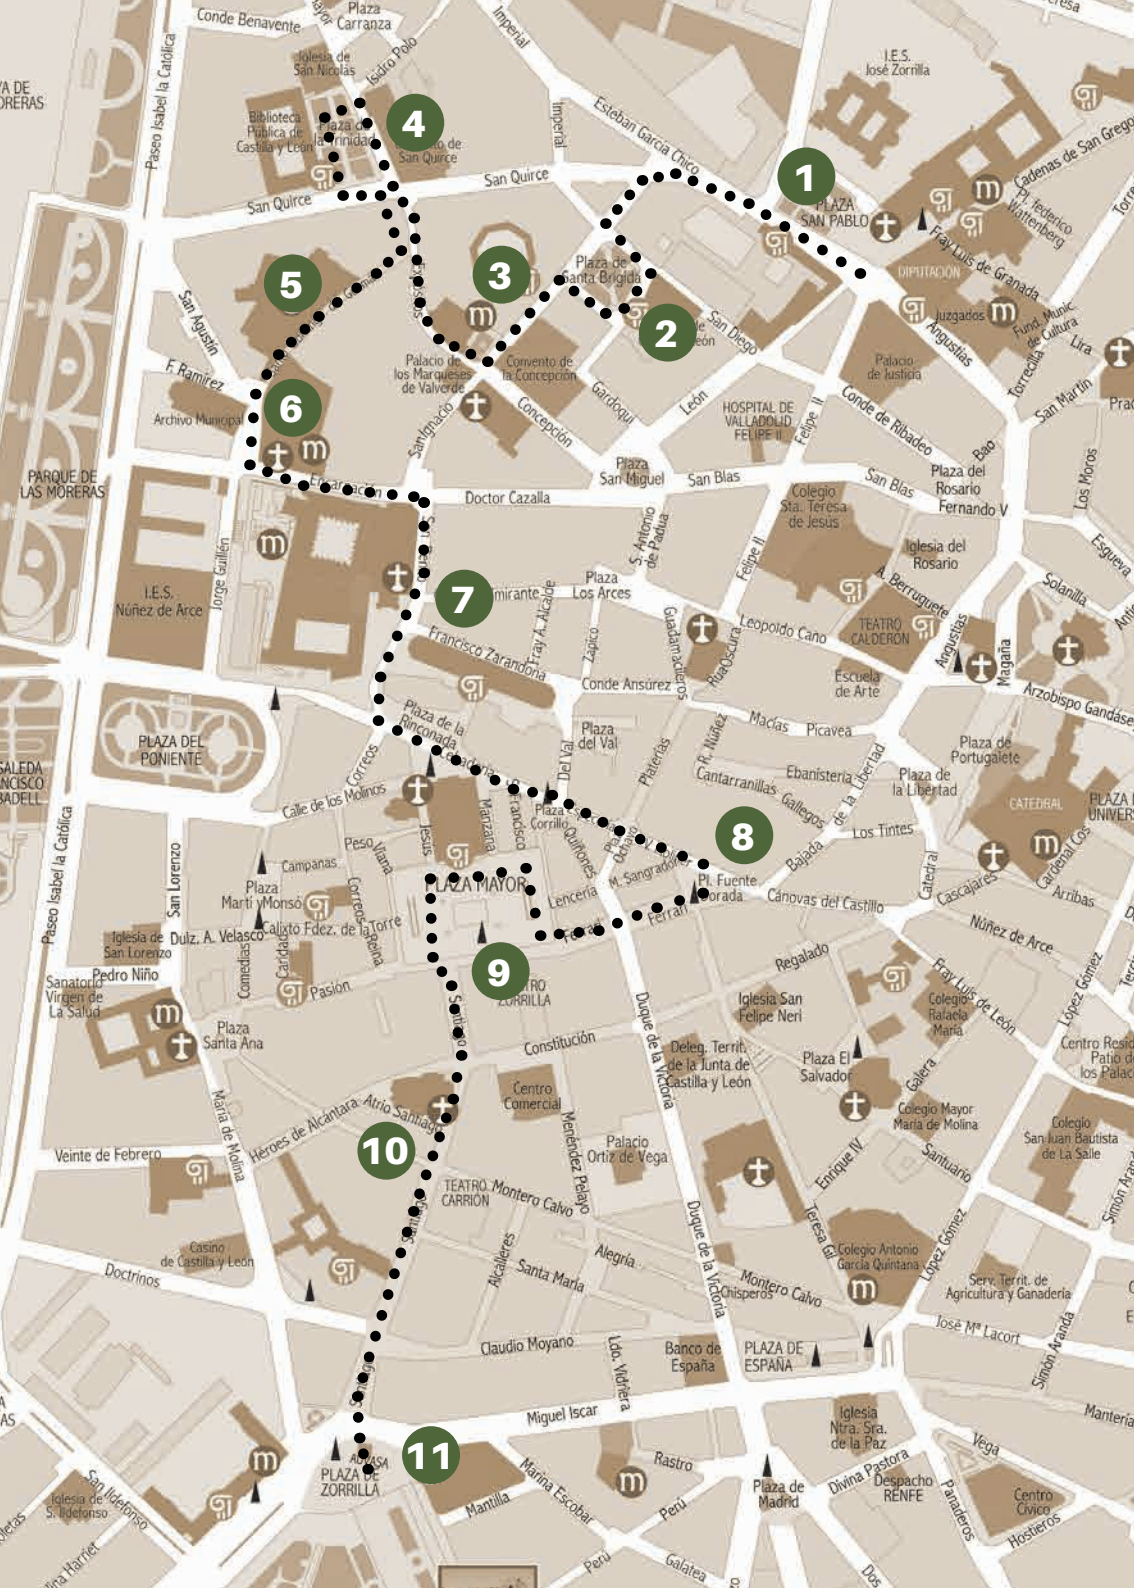 Conde Benavente
Plaza
Carranza
Imperial
Iglesia de
San Nicolás
Isidro Polo
I.E.S.
José Zorrilla
Paseo Isabel la Católica
Biblioteca
Pública de
Castilla y León
Plaza de
la Trinidad
4
San Quirce
Imperial
Esteban García Chico
Cadenas de San Grego
1
PLAZA
SAN PABLO
Pl. federico
Wattenberg
San Quirce
San Quirce
Fray Luis de Granada
DIPUTACIÓN
3
Plaza de
Santa Brígida
5
2
San Diego
Juzgados
Fund. Munic.
de Cultura
Lira
Angustias
Torrecilla
San Agustín
F. Ramírez
Palacio de
los Marqueses
de Valverde
Convento de
la Concepción
Palacio
de Justicia
San Martín
Gardoqui
León
Conde de Ribadeo
HOSPITAL DE
VALLADOLID
FELIPE II
Felipe II
6
Archivo Municipal
San Ignacio
Concepción
Bao
Los Moros
PARQUE DE
LAS MORERAS
Encarnación
Doctor Cazalla
Plaza
San Miguel
San Blas
San Blas
Plaza del
Rosario
Fernando V
Colegio
Sta. Teresa
de Jesús
S. Antonio
de Padua
Felipe II
Iglesia del
Rosario
Esgueva
Jorge Guillén
I.E.S.
Núñez de Arce
7
Plaza
Los Arces
A. Berruguete
Solanilla
Fray A. Alcalde
Francisco Zarandona
Zapico
Guadamacileros
Rúa Oscura
Leopoldo Cano
TEATRO
CALDERÓN
Angustias
Magaña
Conde Ansúrez
Escuela
de Arte
Arzobispo Gandáse
PLAZA DEL
PONIENTE
Plaza de la
Rinconada
Plaza
del Val
Del Val
Platerías
C.R. Núñez
Macías
Picavea
Plaza de
Portugalete
Cantarranillas
Ebanistería
Gallegos
de la Libertad
Plaza de
la Libertad
Correos
Calle de los Molinos
Jesús
Manzana
Francisco
Plaza
Corrillo
Quiñones
8
Los Tintes
Bajada
CATEDRAL
Cardenal Cos
Paseo Isabel la Católica
San Lorenzo
Campanas
Peso
Viana
PLAZA MAYOR
Lencería
M. Sangrador
Pl. Fuente
Dorada
Cánovas del Castillo
Catedral
Cascajares
Arribas
Plaza
Martí y Monsó
Correos
Calixto Fdez. de la Torre
Reina
Ferrari
Ferrari
Núñez de Arce
Iglesia de
San Lorenzo
Dulz. A. Velasco
Comedias
Caridad
Pedro Niño
Pasión
9
ZORRILLA
Regalado
Fray Luis de León
López Gómez
Sanatorio
Virgen de
La Salud
Plaza
Santa Ana
Santiago
Constitución
Duque de la Victoria
Iglesia San
Felipe Neri
Colegio
Rafaela
María
Deleg. Territ.
de la Junta de
Castilla y León
Plaza El
Salvador
Galera
Centro
Comercial
María de Molina
Héroes de Alcántara
Atrio Santiago
10
Colegio Mayor
María de Molina
Colegio
San Juan Bautista
de La Salle
Veinte de Febrero
Menéndez Pelayo
Palacio
Ortiz de Vega
Enrique IV
Santuario
TEATRO
CARRIÓN
Montero Calvo
Duque de la Victoria
Teresa Gil
López Gómez
Santiago
Casino
de Castilla y León
Doctrinos
Alcalleres
Santa María
Alegría
Montero Calvo
Chisperos
Colegio Antonio
García Quintana
Serv. Territ. de
Agricultura y Ganadería
Claudio Moyano
Ldo. Vidriera
Banco de
España
PLAZA DE
ESPAÑA
José Mª Lacort
Simón Aranda
Santiago
Miguel Iscar
Iglesia
Ntra. Sra.
de la Paz
Vega
11
PLAZA DE
ZORRILLA
Mantilla
Marina Escobar
Rastro
Perú
Plaza de
Madrid
Divina Pastora
Despacho
RENFE
Panaderos
Centro
Cívico
Hostieros
San Ildefonso
Iglesia de
S. Ildefonso
Perú
Galatea
Dos